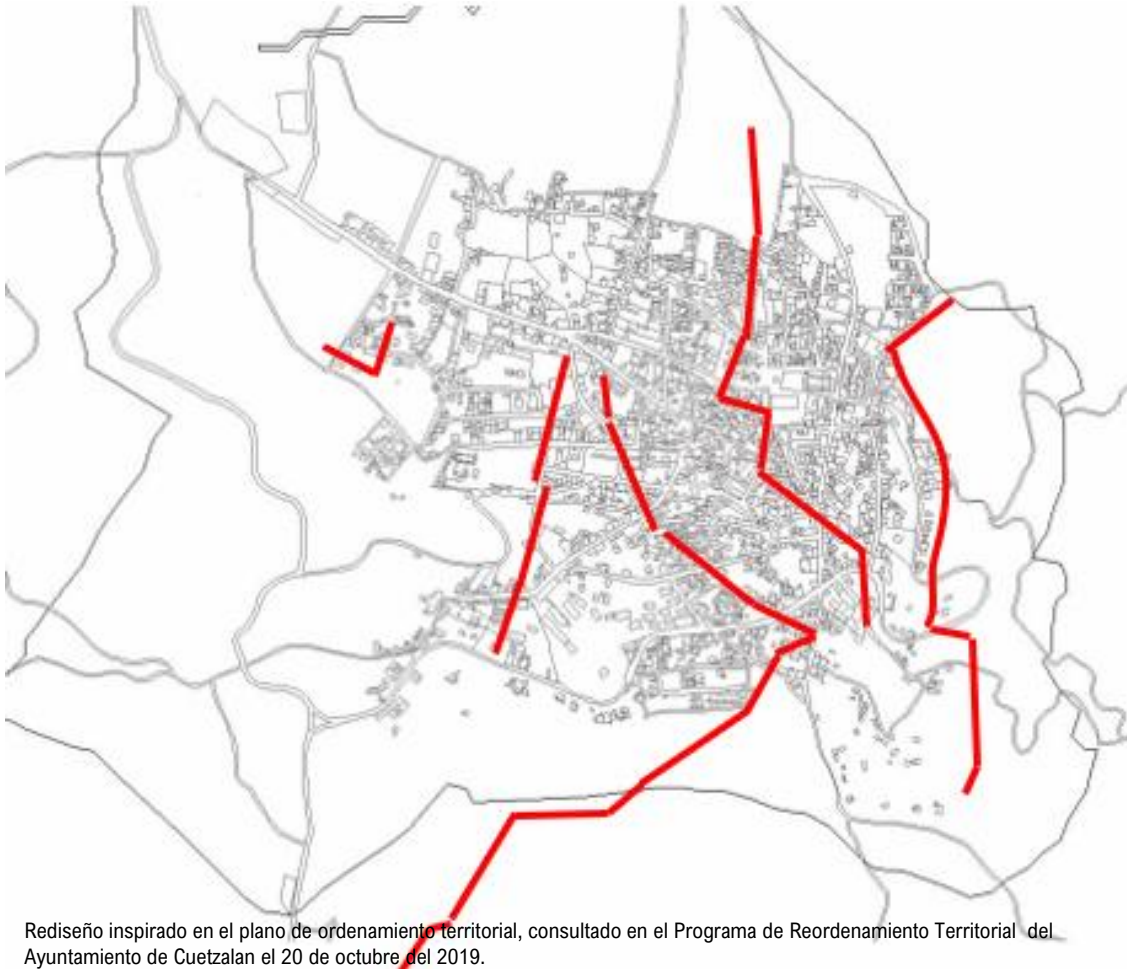 Rediseño inspirado en el plano de ordenamiento territorial, consultado en el Programa de Reordenamiento Territorial del
Ayuntamiento de Cuetzalan el 20 de octubre del 2019.